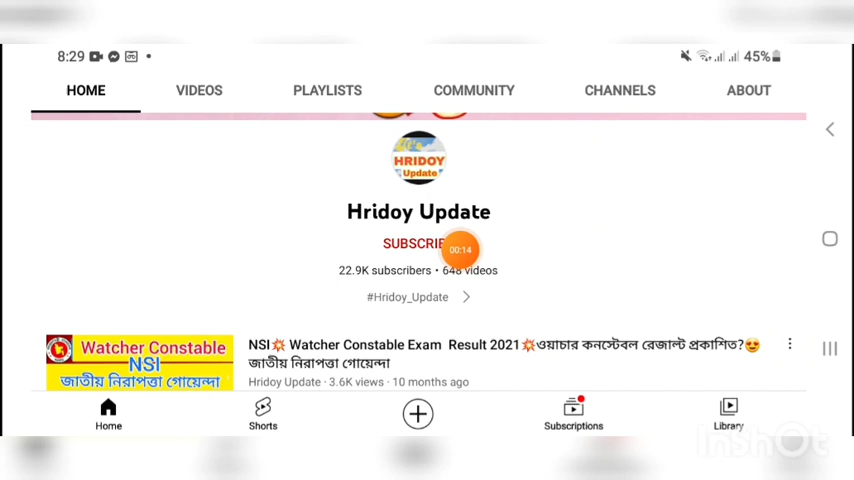 8:29
45%
HOME VIDEOS PLAYLISTS COMMUNITY CHANNELS ABOUT
HRIDOY
Update
Hridoy Update
00:14
22.9K subscribers • 648 videos
#Hridoy_Update
Watcher Constable
NSI
জাতীয় নিরাপত্তা গোয়েন্দা
NSI💥 Watcher Constable Exam Result 2021💥ওয়াচার কনস্টেবল রেজাল্ট প্রকাশিত?😍
জাতীয় নিরাপত্তা গোয়েন্দা
Hridoy Update · 3.6K views · 10 months ago
Home Shorts Subscriptions Library
InShOt